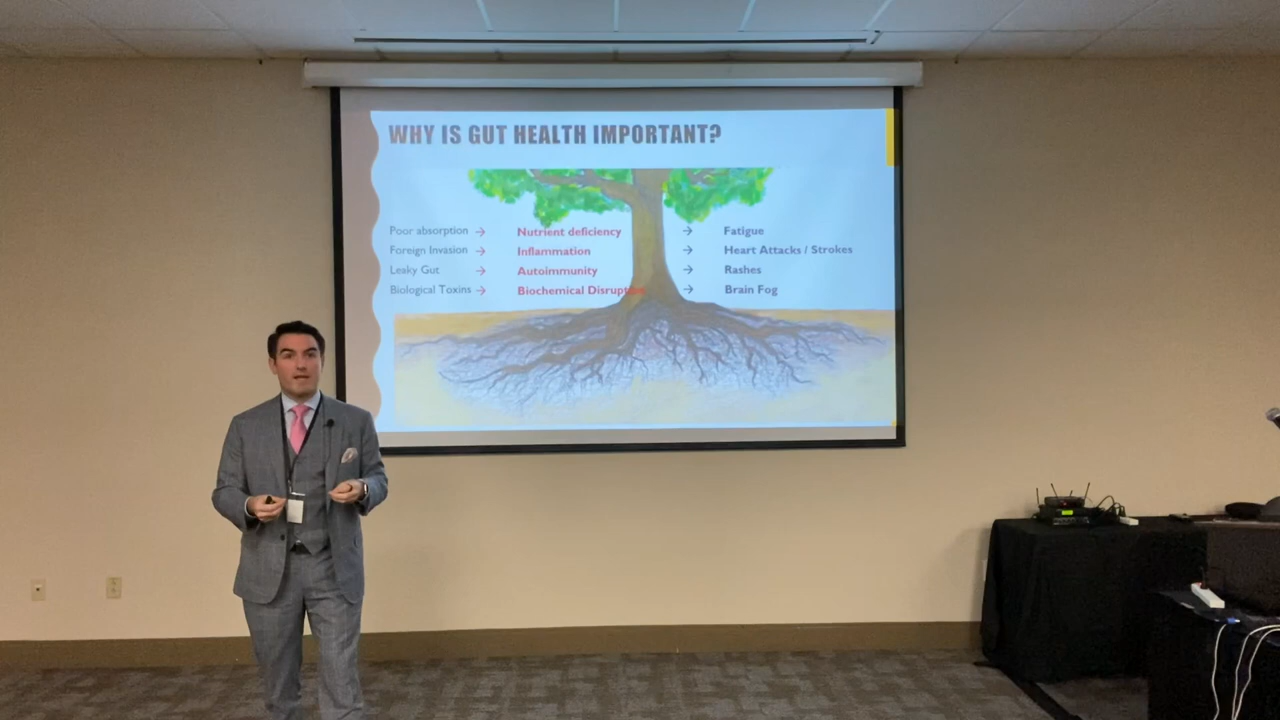 WHY IS GUT HEALTH IMPORTANT?
Poor absorption → Nutrient deficiency → Fatigue
Foreign Invasion → Inflammation → Heart Attacks / Strokes
Leaky Gut → Autoimmunity → Rashes
Biological Toxins → Biochemical Disruption → Brain Fog